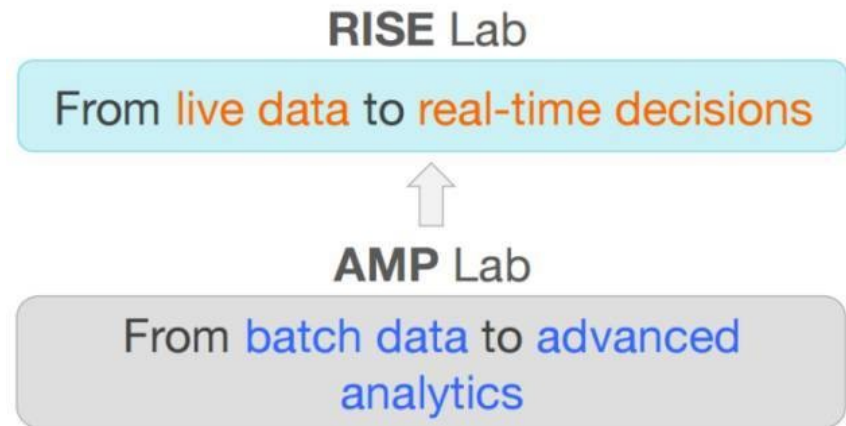 RISE Lab
From live data to real-time decisions
AMP Lab
From batch data to advanced
analytics